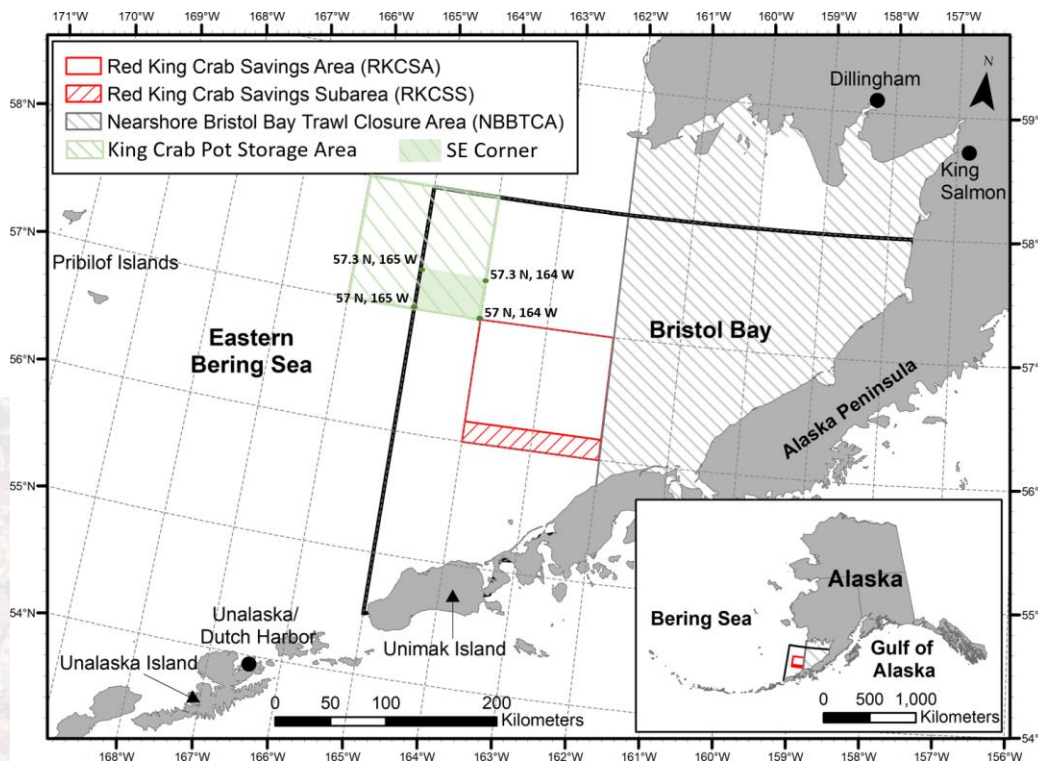 171°W 170°W 169°W 168°W 167°W 166°W 165°W 164°W 163°W 162°W 161°W 160°W 159°W 158°W 157°W
Red King Crab Savings Area (RKCSA)
Red King Crab Savings Subarea (RKCSS)
Nearshore Bristol Bay Trawl Closure Area (NBBTCA)
King Crab Pot Storage Area
SE Corner
Dillingham
King
Salmon
58°N
57°N
56°N
55°N
54°N
59°
58°
57°
56°
55°
54°
Pribilof Islands
57.3 N, 165 W
57.3 N, 164 W
57 N, 165 W
57 N, 164 W
Eastern
Bering Sea
Bristol Bay
Alaska Peninsula
Unalaska/
Dutch Harbor
Unalaska Island
Unimak Island
0 50 100 200
Kilometers
Alaska
Bering Sea
Gulf of
Alaska
0 500 1,000
Kilometers
168°W 167°W 166°W 165°W 164°W 163°W 162°W 161°W 160°W 159°W 158°W 157°W 156°W